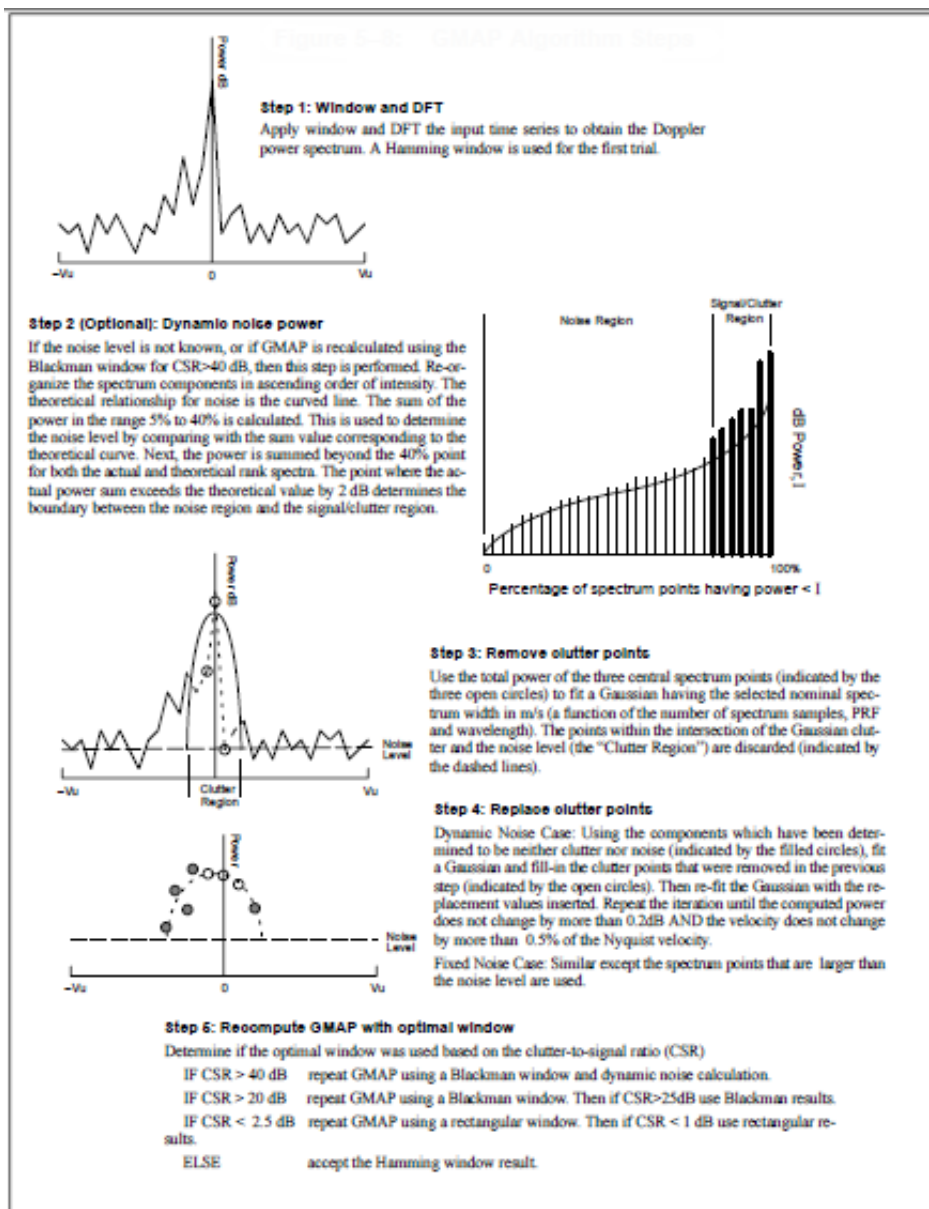 Figure 5–6: GMAP Algorithm Steps
Power dB
Step 1: Window and DFT
Apply window and DFT the input time series to obtain the Doppler
power spectrum. A Hamming window is used for the first trial.
–Vu
0
Vu
Step 2 (Optional): Dynamic noise power
If the noise level is not known, or if GMAP is recalculated using the
Blackman window for CSR>40 dB, then this step is performed. Re-or-
ganize the spectrum components in ascending order of intensity. The
theoretical relationship for noise is the curved line. The sum of the
power in the range 5% to 40% is calculated. This is used to determine
the noise level by comparing with the sum value corresponding to the
theoretical curve. Next, the power is summed beyond the 40% point
for both the actual and theoretical rank spectra. The point where the ac-
tual power sum exceeds the theoretical value by 2 dB determines the
boundary between the noise region and the signal/clutter region.
Noise Region
Signal/Clutter
Region
dB Power, I
0
100%
Percentage of spectrum points having power < I
Power dB
Noise
Level
–Vu
Clutter
Region
Vu
Step 3: Remove clutter points
Use the total power of the three central spectrum points (indicated by the
three open circles) to fit a Gaussian having the selected nominal spec-
trum width in m/s (a function of the number of spectrum samples, PRF
and wavelength). The points within the intersection of the Gaussian clut-
ter and the noise level (the “Clutter Region”) are discarded (indicated by
the dashed lines).
Power
Noise
Level
–Vu
0
Vu
Step 4: Replace clutter points
Dynamic Noise Case: Using the components which have been deter-
mined to be neither clutter nor noise (indicated by the filled circles), fit
a Gaussian and fill-in the clutter points that were removed in the previous
step (indicated by the open circles). Then re-fit the Gaussian with the re-
placement values inserted. Repeat the iteration until the computed power
does not change by more than 0.2dB AND the velocity does not change
by more than 0.5% of the Nyquist velocity.
Fixed Noise Case: Similar except the spectrum points that are larger than
the noise level are used.
Step 5: Recompute GMAP with optimal window
Determine if the optimal window was used based on the clutter-to-signal ratio (CSR)
IF CSR > 40 dB repeat GMAP using a Blackman window and dynamic noise calculation.
IF CSR > 20 dB repeat GMAP using a Blackman window. Then if CSR>25dB use Blackman results.
IF CSR < 2.5 dB repeat GMAP using a rectangular window. Then if CSR < 1 dB use rectangular re-
sults.
ELSE accept the Hamming window result.